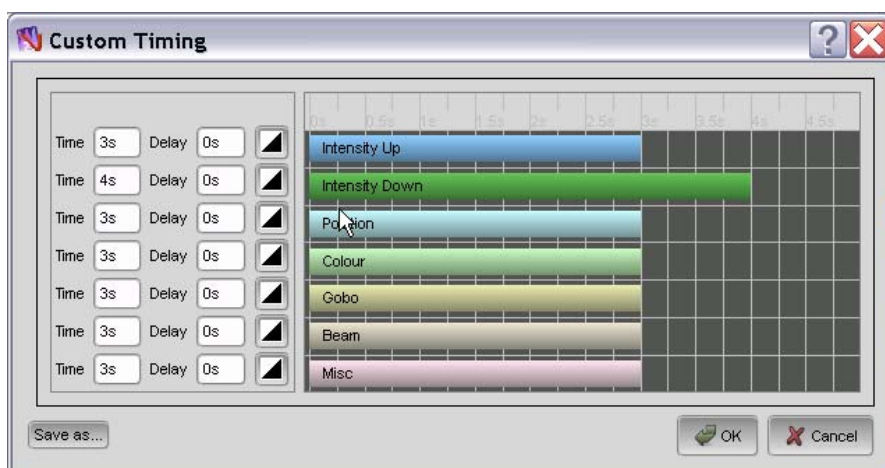 Custom Timing
?
0s 0.5s 1s 1.5s 2s 2.5s 3s 3.5s 4s 4.5s
Time 3s Delay 0s Intensity Up
Time 4s Delay 0s Intensity Down
Time 3s Delay 0s Position
Time 3s Delay 0s Colour
Time 3s Delay 0s Gobo
Time 3s Delay 0s Beam
Time 3s Delay 0s Misc
Save as... OK Cancel